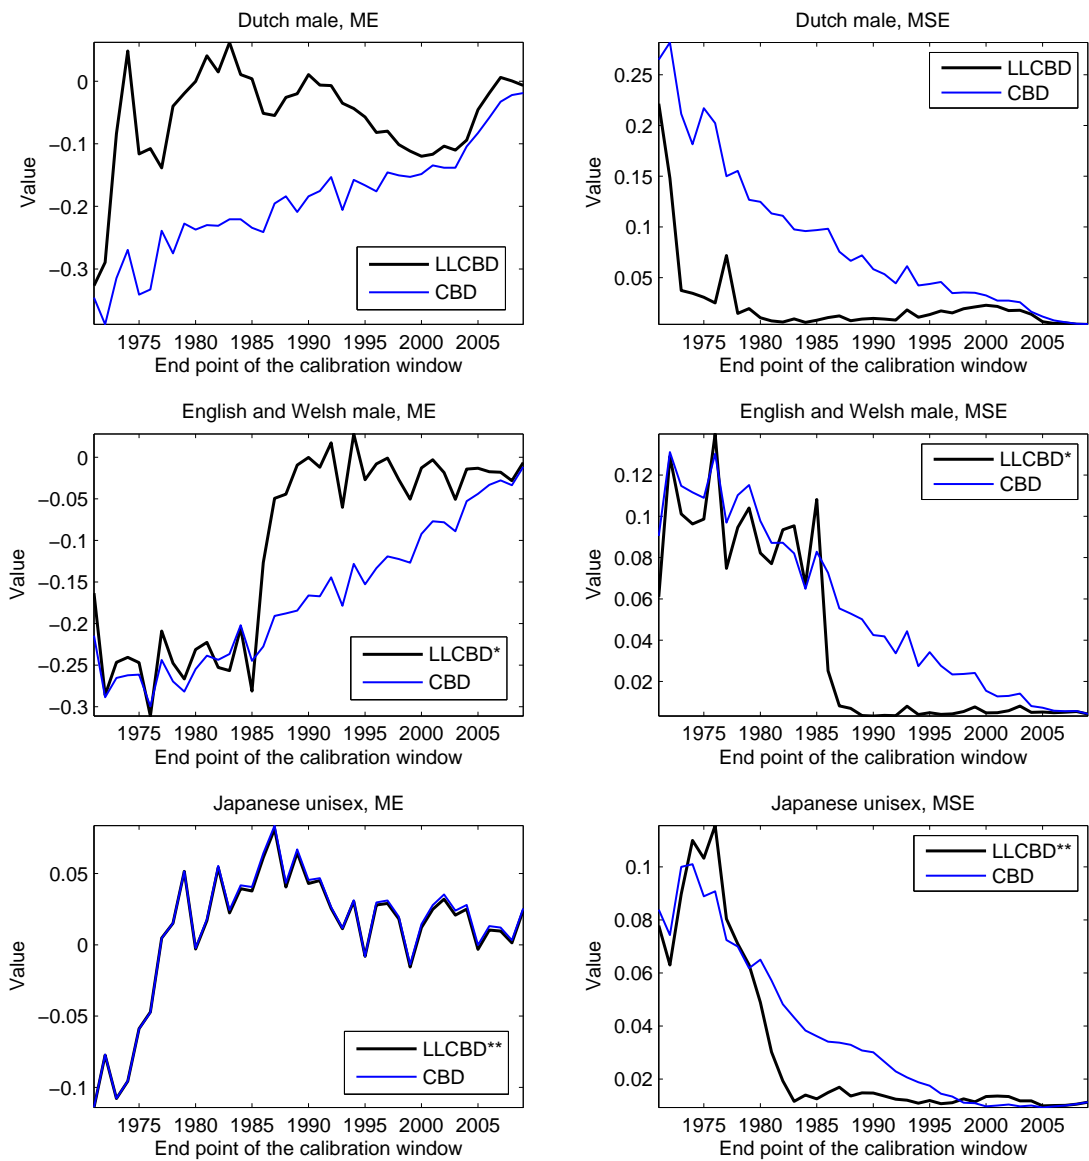 Dutch male, ME
0
−0.1
−0.2
−0.3
Value
LLCBD
CBD
1975 1980 1985 1990 1995 2000 2005
End point of the calibration window
Dutch male, MSE
0.25
0.2
0.15
0.1
0.05
Value
LLCBD
CBD
1975 1980 1985 1990 1995 2000 2005
End point of the calibration window
English and Welsh male, ME
0
−0.05
−0.1
−0.15
−0.2
−0.25
−0.3
Value
LLCBD*
CBD
1975 1980 1985 1990 1995 2000 2005
End point of the calibration window
English and Welsh male, MSE
0.12
0.1
0.08
0.06
0.04
0.02
Value
LLCBD*
CBD
1975 1980 1985 1990 1995 2000 2005
End point of the calibration window
Japanese unisex, ME
0.05
0
−0.05
−0.1
Value
LLCBD**
CBD
1975 1980 1985 1990 1995 2000 2005
End point of the calibration window
Japanese unisex, MSE
0.1
0.08
0.06
0.04
0.02
Value
LLCBD**
CBD
1975 1980 1985 1990 1995 2000 2005
End point of the calibration window